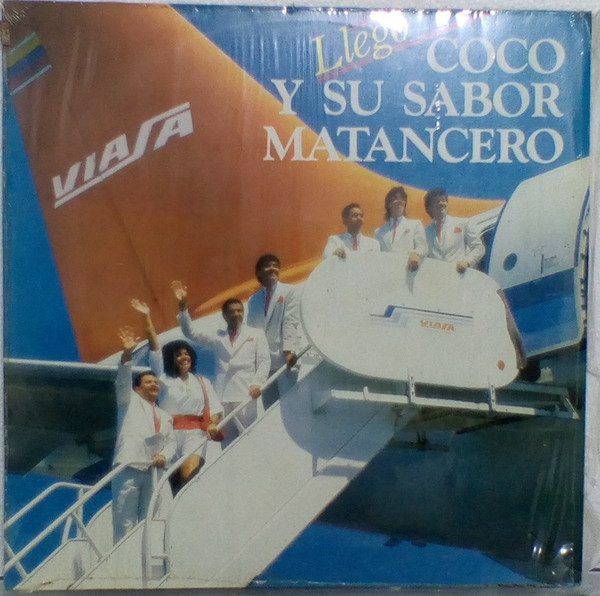 Llegó
COCO
Y SU SABOR
MATANCERO
VIASA
VIASA